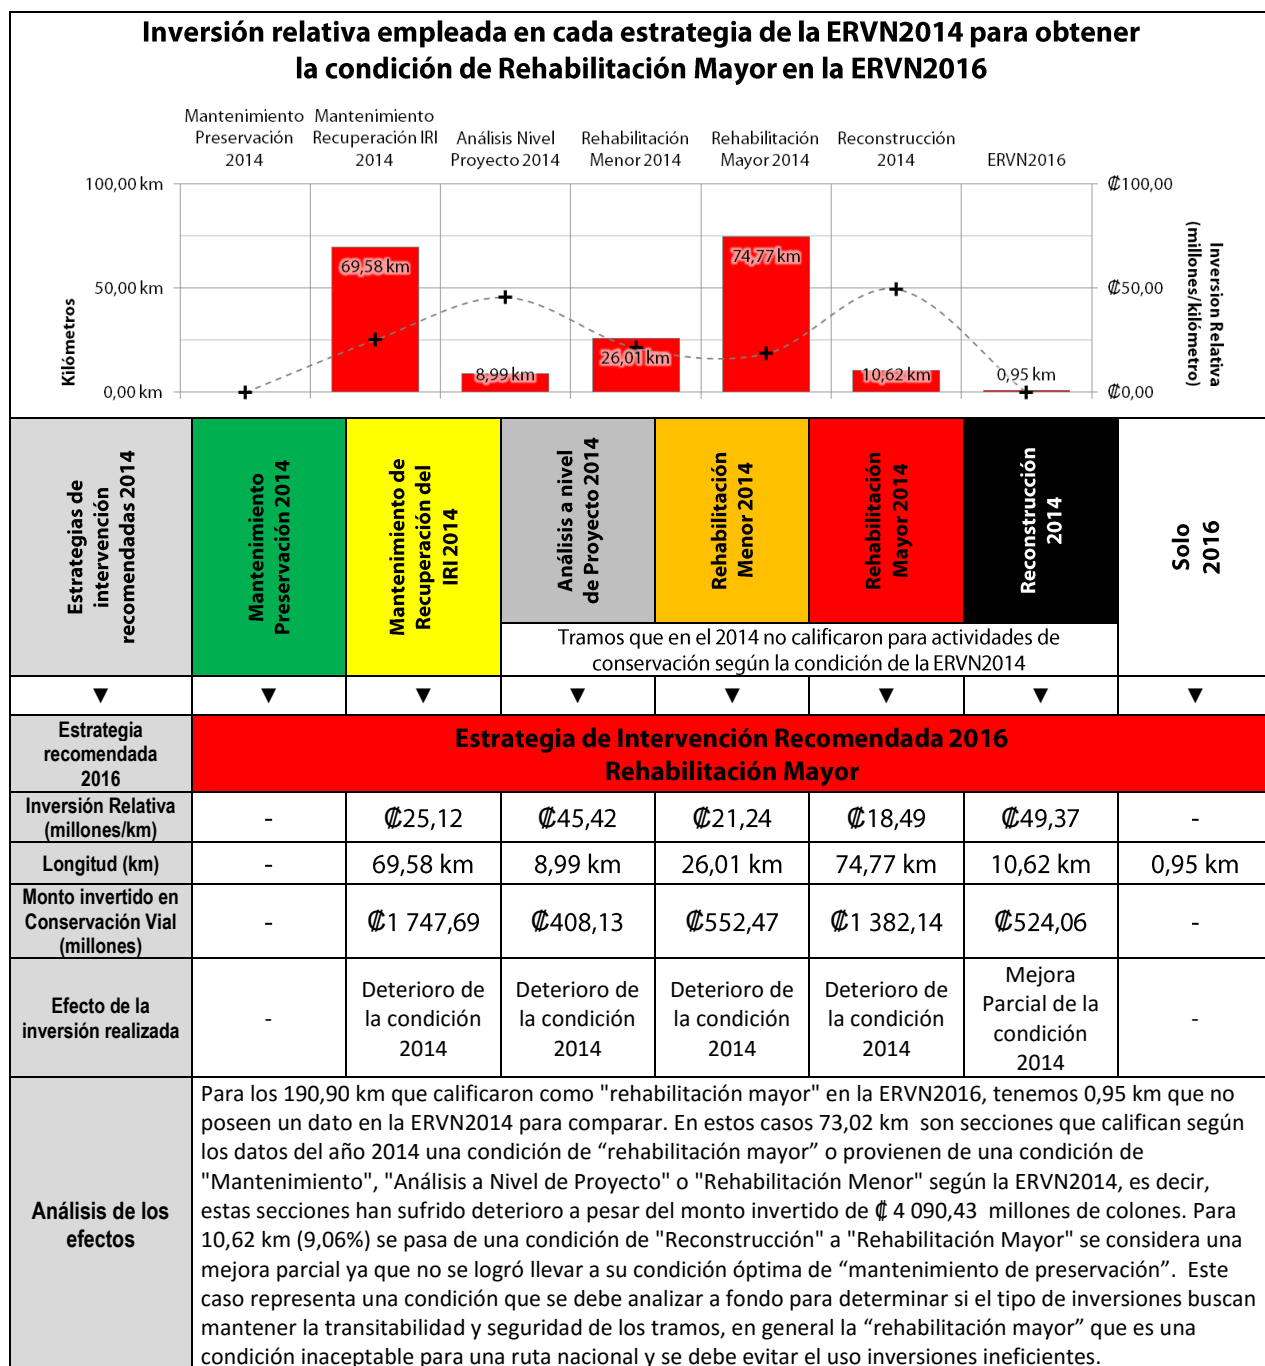 Inversión relativa empleada en cada estrategia de la ERVN2014 para obtener
la condición de Rehabilitación Mayor en la ERVN2016
Mantenimiento
Preservación
2014
Mantenimiento
Recuperación IRI
2014
Análisis Nivel
Proyecto 2014
Rehabilitación
Menor 2014
Rehabilitación
Mayor 2014
Reconstrucción
2014
ERVN2016
100,00 km
50,00 km
0,00 km
Kilómetros
69,58 km
8,99 km
26,01 km
74,77 km
10,62 km
0,95 km
₡100,00
₡50,00
₡0,00
Inversion Relativa
(millones/kilómetro)
Estrategias de
intervención
recomendadas 2014
Mantenimiento
Preservación 2014
Mantenimiento de
Recuperación del
IRI 2014
Análisis a nivel
de Proyecto 2014
Rehabilitación
Menor 2014
Rehabilitación
Mayor 2014
Reconstrucción
2014
Solo
2016
Tramos que en el 2014 no calificaron para actividades de
conservación según la condición de la ERVN2014
▼ ▼ ▼ ▼ ▼ ▼ ▼ ▼
Estrategia
recomendada
2016
Estrategia de Intervención Recomendada 2016
Rehabilitación Mayor
Inversión Relativa
(millones/km)
- ₡25,12 ₡45,42 ₡21,24 ₡18,49 ₡49,37 -
Longitud (km) - 69,58 km 8,99 km 26,01 km 74,77 km 10,62 km 0,95 km
Monto invertido en
Conservación Vial
(millones)
- ₡1 747,69 ₡408,13 ₡552,47 ₡1 382,14 ₡524,06 -
Efecto de la
inversión realizada
-
Deterioro de
la condición
2014
Deterioro de
la condición
2014
Deterioro de
la condición
2014
Deterioro de
la condición
2014
Mejora
Parcial de la
condición
2014
-
Análisis de los
efectos
Para los 190,90 km que calificaron como "rehabilitación mayor" en la ERVN2016, tenemos 0,95 km que no
poseen un dato en la ERVN2014 para comparar. En estos casos 73,02 km son secciones que califican según
los datos del año 2014 una condición de “rehabilitación mayor” o provienen de una condición de
"Mantenimiento", "Análisis a Nivel de Proyecto" o "Rehabilitación Menor" según la ERVN2014, es decir,
estas secciones han sufrido deterioro a pesar del monto invertido de ₡ 4 090,43 millones de colones. Para
10,62 km (9,06%) se pasa de una condición de "Reconstrucción" a "Rehabilitación Mayor" se considera una
mejora parcial ya que no se logró llevar a su condición óptima de “mantenimiento de preservación”. Este
caso representa una condición que se debe analizar a fondo para determinar si el tipo de inversiones buscan
mantener la transitabilidad y seguridad de los tramos, en general la “rehabilitación mayor” que es una
condición inaceptable para una ruta nacional y se debe evitar el uso inversiones ineficientes.